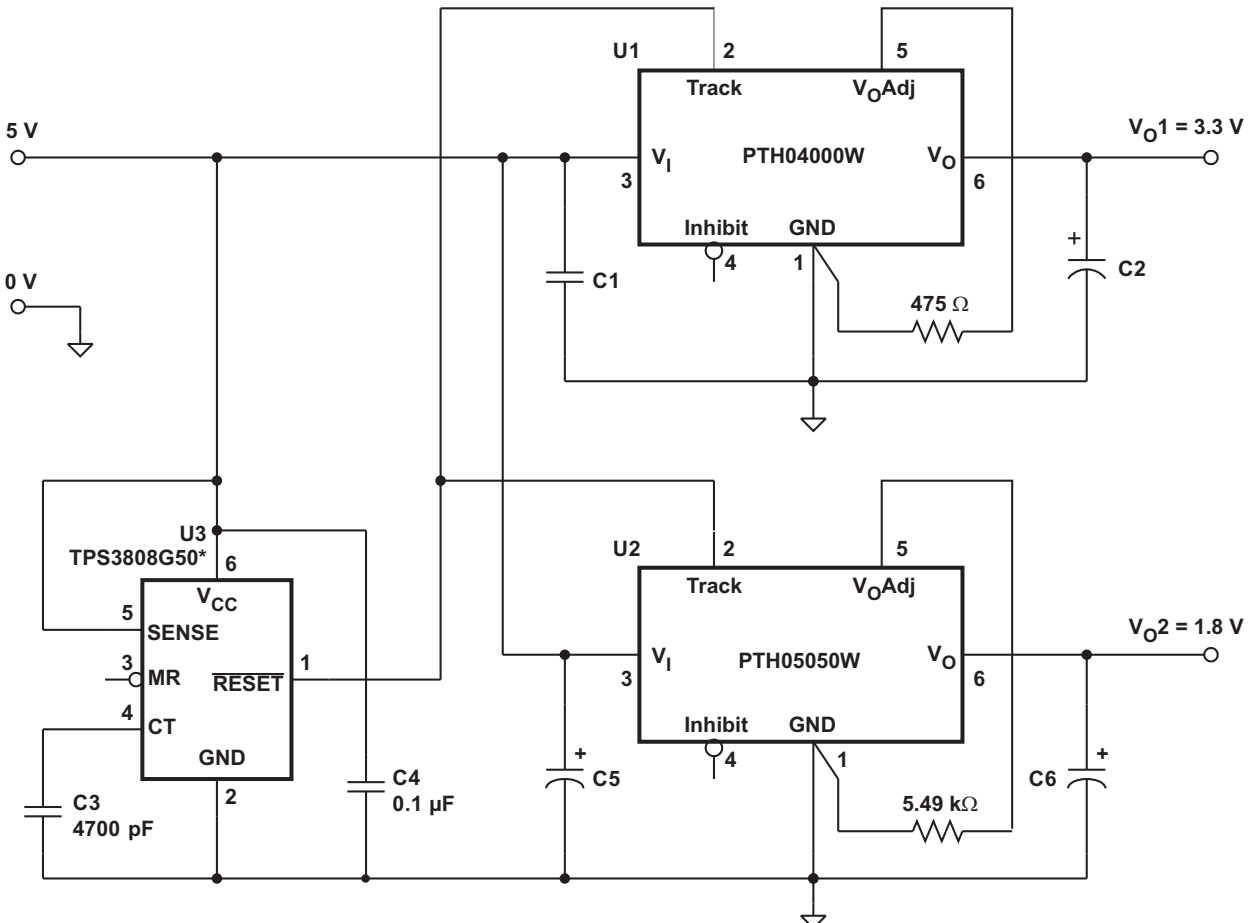 U1
2
5
Track
VOAdj
5 V
VI
PTH04000W
VO
VO1 = 3.3 V
3
6
Inhibit
GND
4
1
C1
+
C2
0 V
475 Ω
U3
TPS3808G50*
6
VCC
5
SENSE
3
MR
RESET
1
4
CT
GND
2
C3
4700 pF
C4
0.1 µF
U2
2
5
Track
VOAdj
VI
PTH05050W
VO
VO2 = 1.8 V
3
6
Inhibit
GND
4
1
+
C5
5.49 kΩ
+
C6